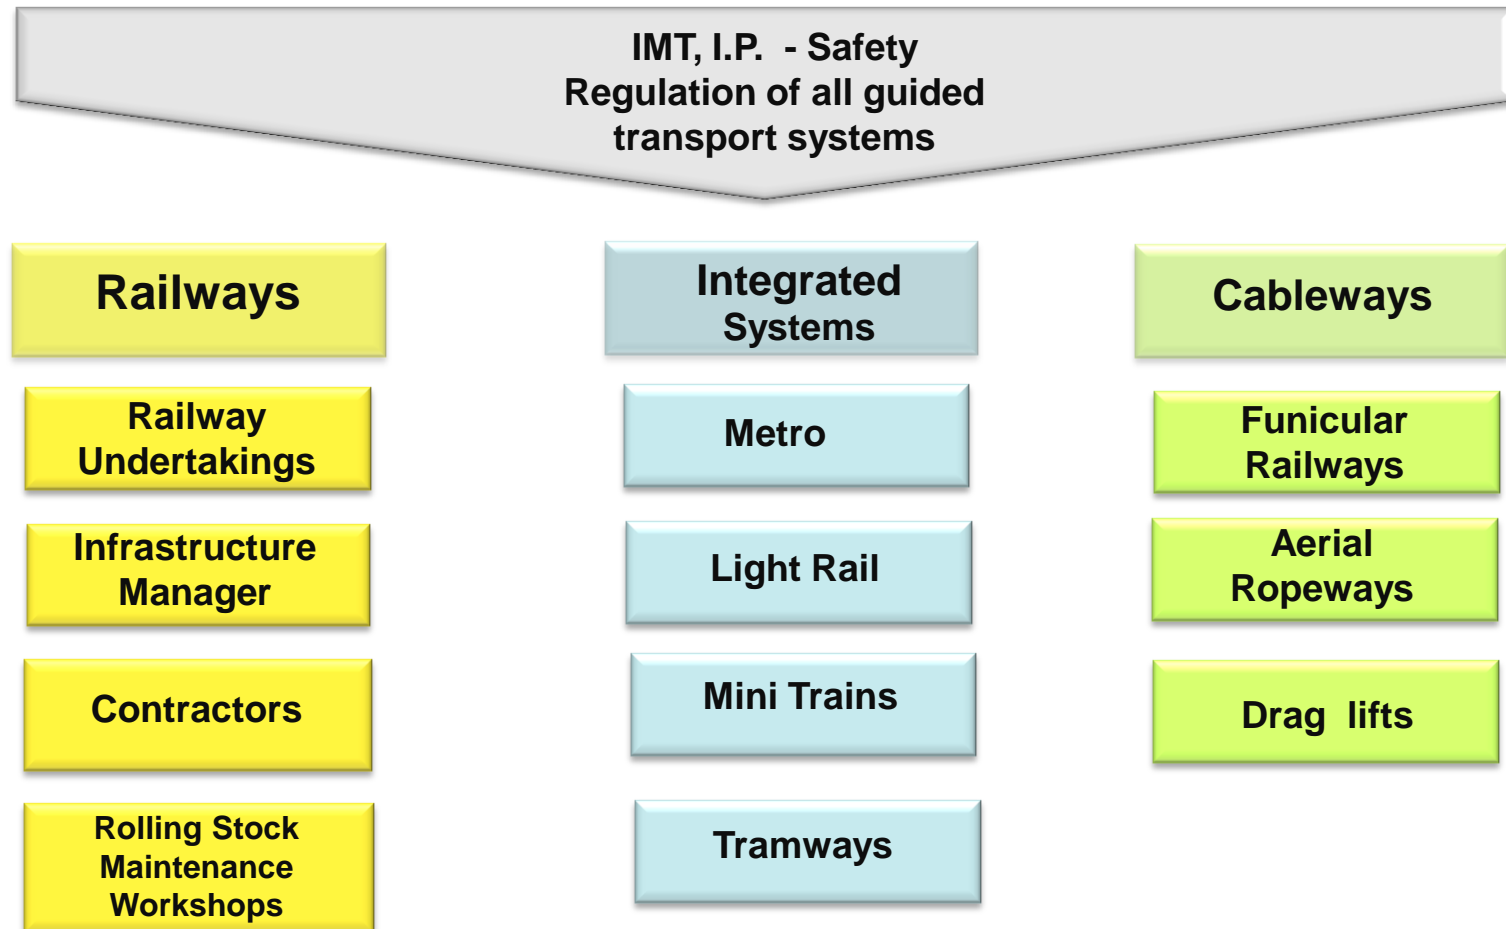 IMT, I.P. - Safety
Regulation of all guided
transport systems
Railways
Railway
Undertakings
Infrastructure
Manager
Contractors
Rolling Stock
Maintenance
Workshops
Integrated
Systems
Metro
Light Rail
Mini Trains
Tramways
Cableways
Funicular
Railways
Aerial
Ropeways
Drag lifts